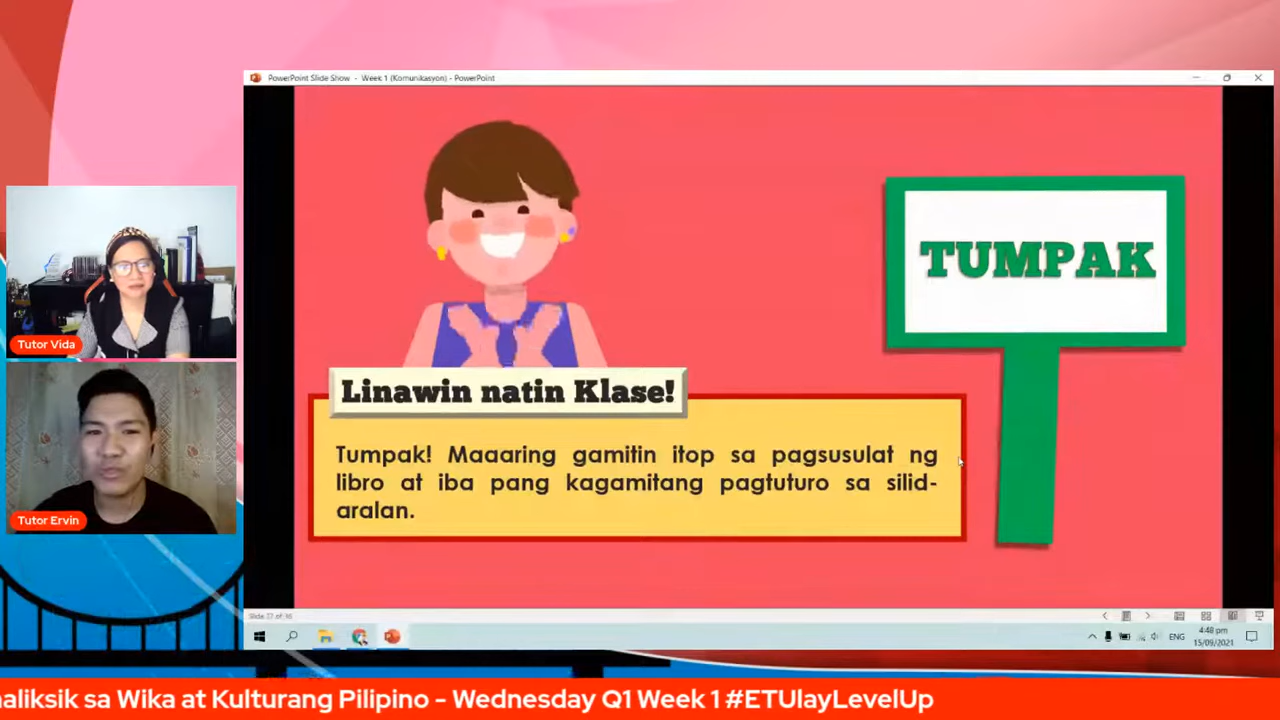 PowerPoint Slide Show - Week 1 (Komunikasyon) - PowerPoint
TUMPAK
Linawin natin Klase!
Tumpak! Maaaring gamitin itop sa pagsusulat ng
libro at iba pang kagamitang pagtuturo sa silid-
aralan.
Tutor Vida
Tutor Ervin
ENG
4:48 pm
15/09/2021
naliksik sa Wika at Kulturang Pilipino - Wednesday Q1 Week 1 #ETUlayLevelUp